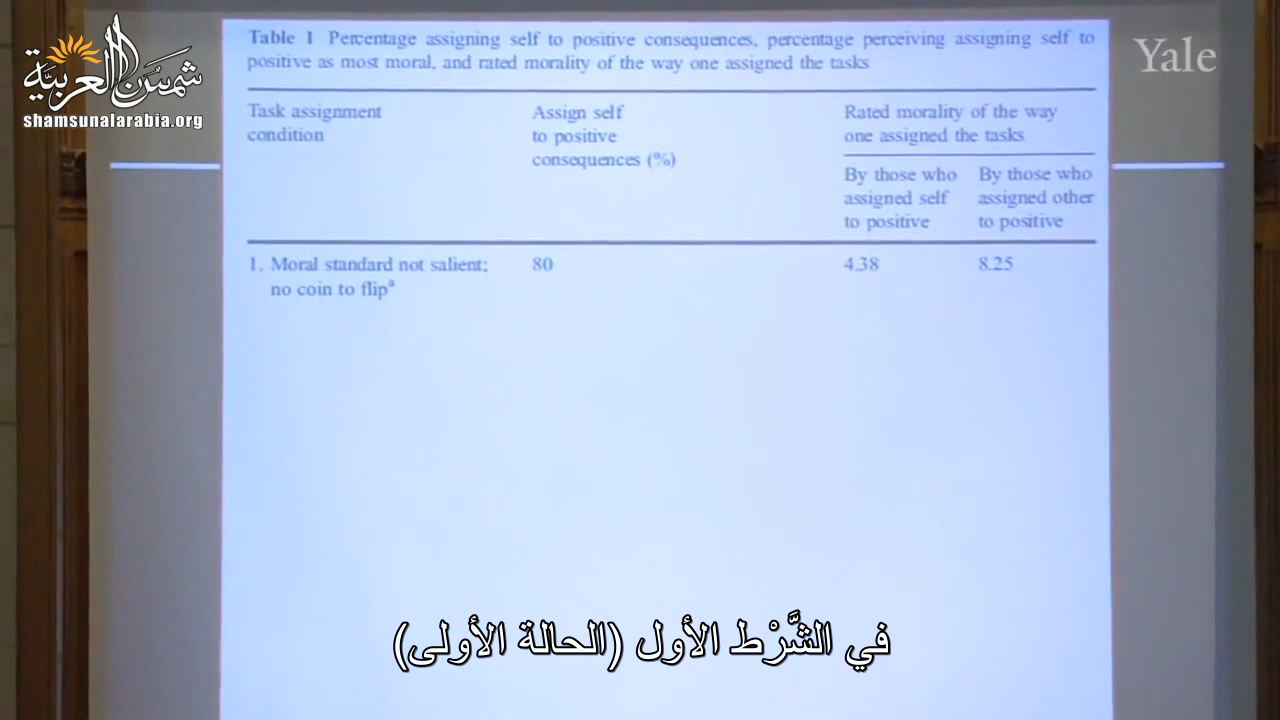 شمس العربية
shamsunalarabia.org
Yale
Table 1 Percentage assigning self to positive consequences, percentage perceiving assigning self to
positive as most moral, and rated morality of the way one assigned the tasks
Task assignment
condition
Assign self
to positive
consequences (%)
Rated morality of the way
one assigned the tasks
By those who
assigned self
to positive
By those who
assigned other
to positive
1. Moral standard not salient;
no coin to flipª
80
4.38
8.25
في الشَّرْط الأول (الحالة الأولى)